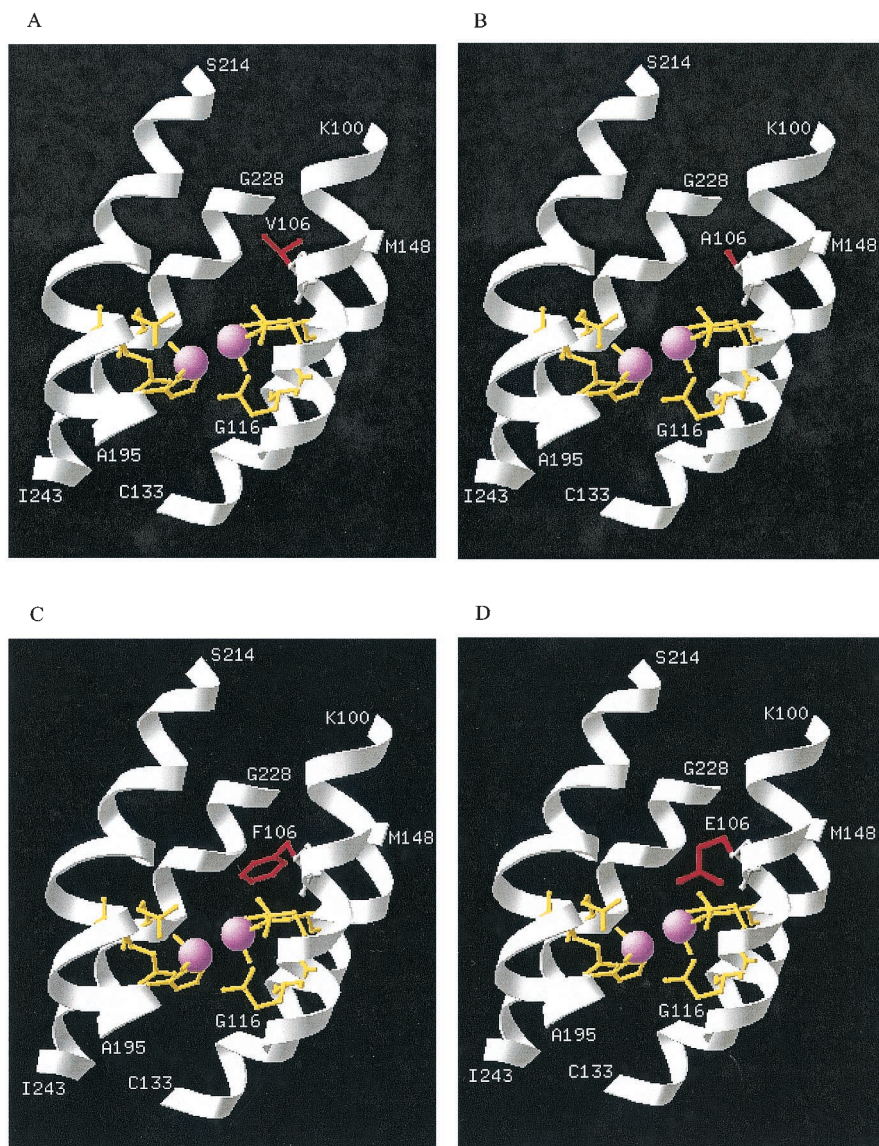 A
S214
K100
G228
V106
M148
G116
A195
I243
C133
B
S214
K100
G228
A106
M148
G116
A195
I243
C133
C
S214
K100
G228
F106
M148
G116
A195
I243
C133
D
S214
K100
G228
E106
M148
G116
A195
I243
C133